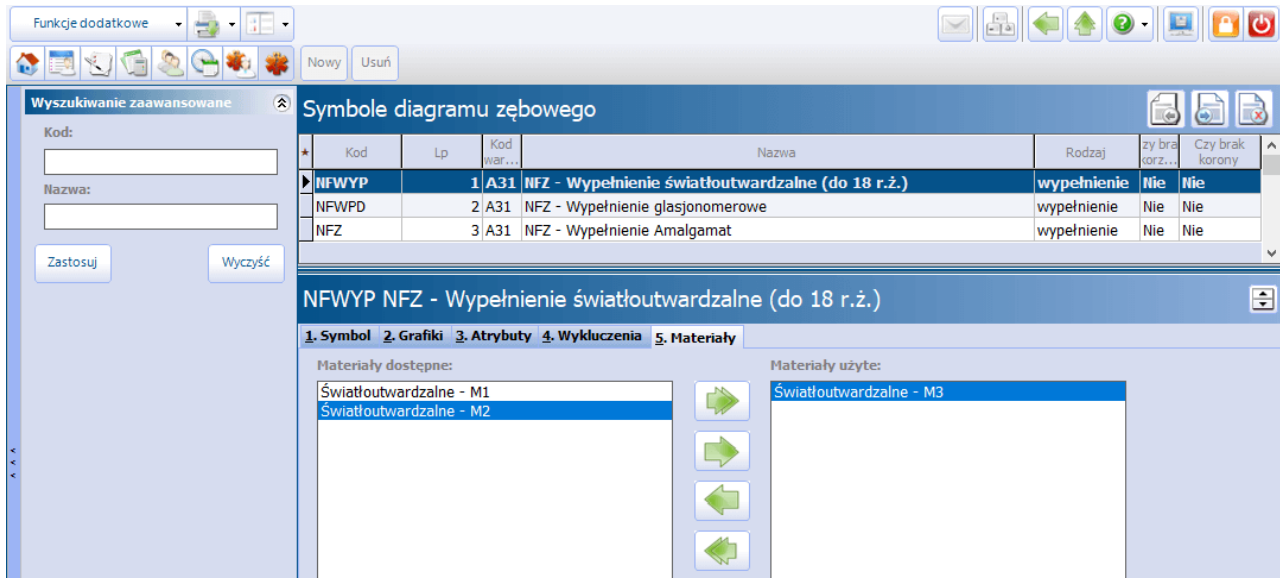 Funkcje dodatkowe
Nowy Usuń
Wyszukiwanie zaawansowane
Kod:
Nazwa:
Zastosuj Wyczyść
Symbole diagramu zębowego
* Kod Lp Kod war... Nazwa Rodzaj zy bra korz... Czy brak korony
NFWYP 1 A31 NFZ - Wypełnienie światłoutwardzalne (do 18 r.ż.) wypełnienie Nie Nie
NFWPD 2 A31 NFZ - Wypełnienie glasjonomerowe wypełnienie Nie Nie
NFZ 3 A31 NFZ - Wypełnienie Amalgamat wypełnienie Nie Nie
NFWYP NFZ - Wypełnienie światłoutwardzalne (do 18 r.ż.)
1. Symbol 2. Grafiki 3. Atrybuty 4. Wykluczenia 5. Materiały
Materiały dostępne: Materiały użyte:
Światłoutwardzalne - M1 Światłoutwardzalne - M3
Światłoutwardzalne - M2